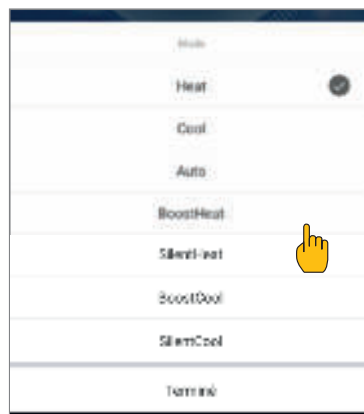 Mode
Heat
Cool
Auto
BoostHeat
SilentHeat
BoostCool
SilentCool
Terminé